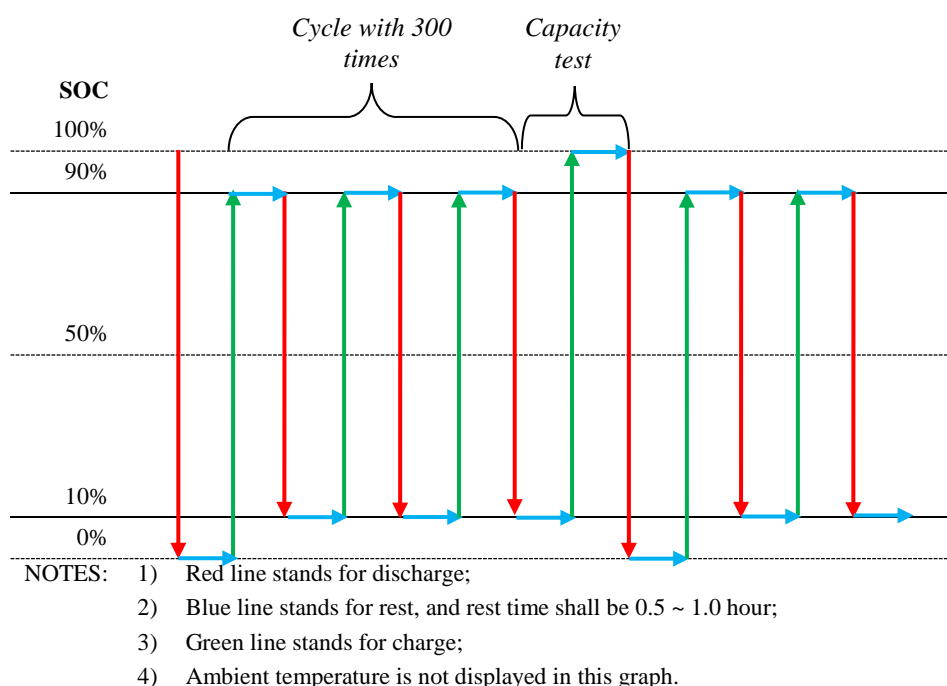 Cycle with 300
times
Capacity
test
SOC
100%
90%
50%
10%
0%
NOTES: 1) Red line stands for discharge;
2) Blue line stands for rest, and rest time shall be 0.5 ~ 1.0 hour;
3) Green line stands for charge;
4) Ambient temperature is not displayed in this graph.